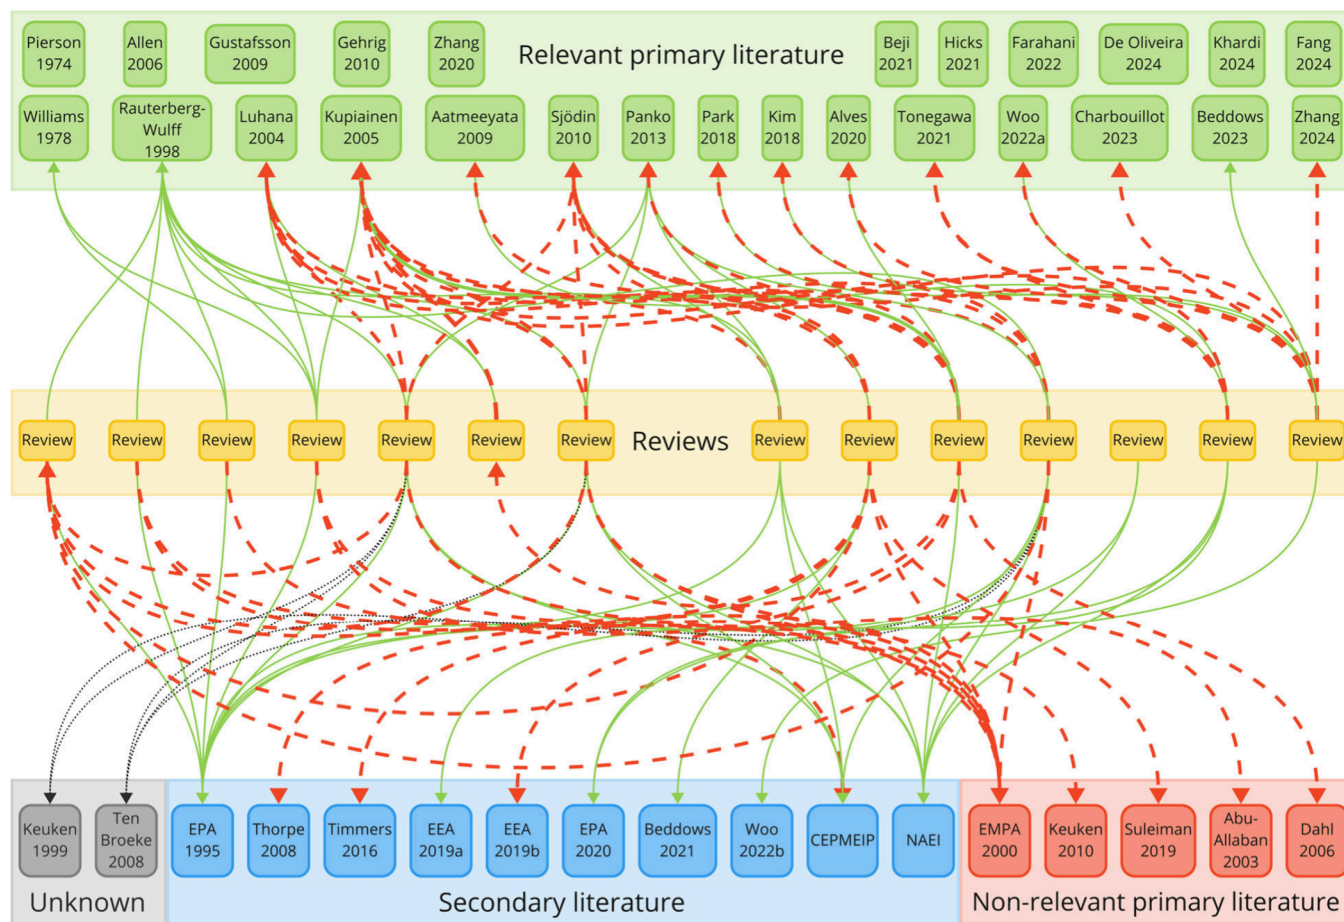 Pierson
1974
Allen
2006
Gustafsson
2009
Gehrig
2010
Zhang
2020
Relevant primary literature
Beji
2021
Hicks
2021
Farahani
2022
De Oliveira
2024
Khardi
2024
Fang
2024
Williams
1978
Rauterberg-
Wulff
1998
Luhana
2004
Kupiainen
2005
Aatmeeyata
2009
Sjödin
2010
Panko
2013
Park
2018
Kim
2018
Alves
2020
Tonegawa
2021
Woo
2022a
Charbouillot
2023
Beddows
2023
Zhang
2024
Review
Review
Review
Review
Review
Review
Review
Reviews
Review
Review
Review
Review
Review
Review
Review
Keuken
1999
Ten
Broeke
2008
EPA
1995
Thorpe
2008
Timmers
2016
EEA
2019a
EEA
2019b
EPA
2020
Beddows
2021
Woo
2022b
CEPMEIP
NAEI
EMPA
2000
Keuken
2010
Suleiman
2019
Abu-
Allaban
2003
Dahl
2006
Unknown
Secondary literature
Non-relevant primary literature